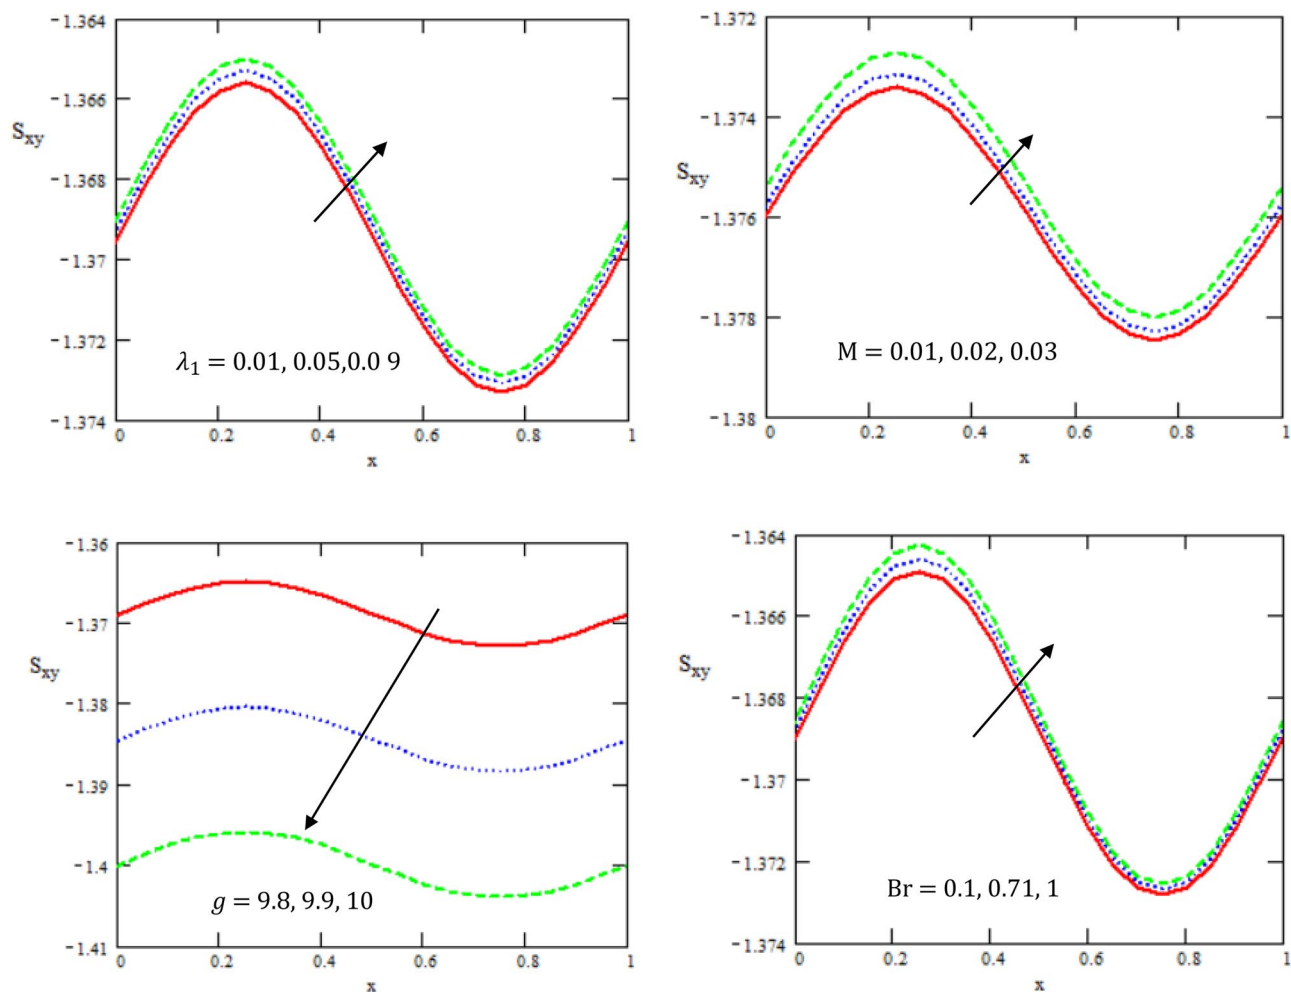 −1.364
−1.366
S_xy
−1.368
−1.37
−1.372
λ₁ = 0.01, 0.05,0.0 9
−1.374
0 0.2 0.4 0.6 0.8 1
x
−1.372
−1.374
S_xy
−1.376
−1.378
M = 0.01, 0.02, 0.03
−1.38
0 0.2 0.4 0.6 0.8 1
x
−1.36
−1.37
S_xy
−1.38
−1.39
−1.4
g = 9.8, 9.9, 10
−1.41
0 0.2 0.4 0.6 0.8 1
x
−1.364
−1.366
S_xy
−1.368
−1.37
−1.372
Br = 0.1, 0.71, 1
−1.374
0 0.2 0.4 0.6 0.8 1
x